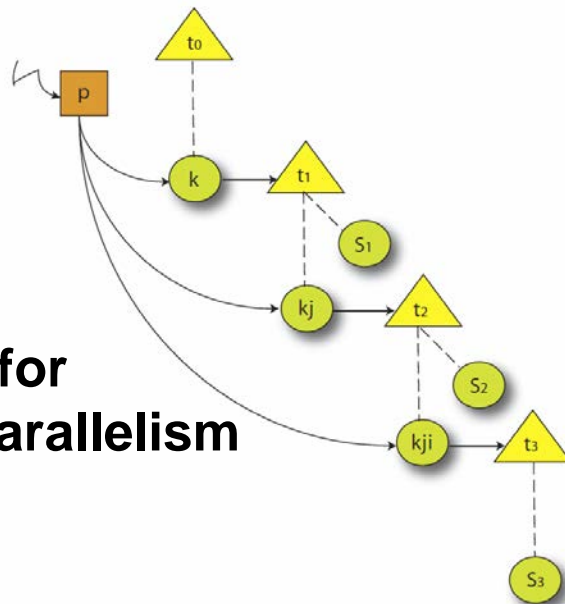 t₀
p
k
t₁
S₁
kj
t₂
for
S₂
arallelism
kji
t₃
S₃